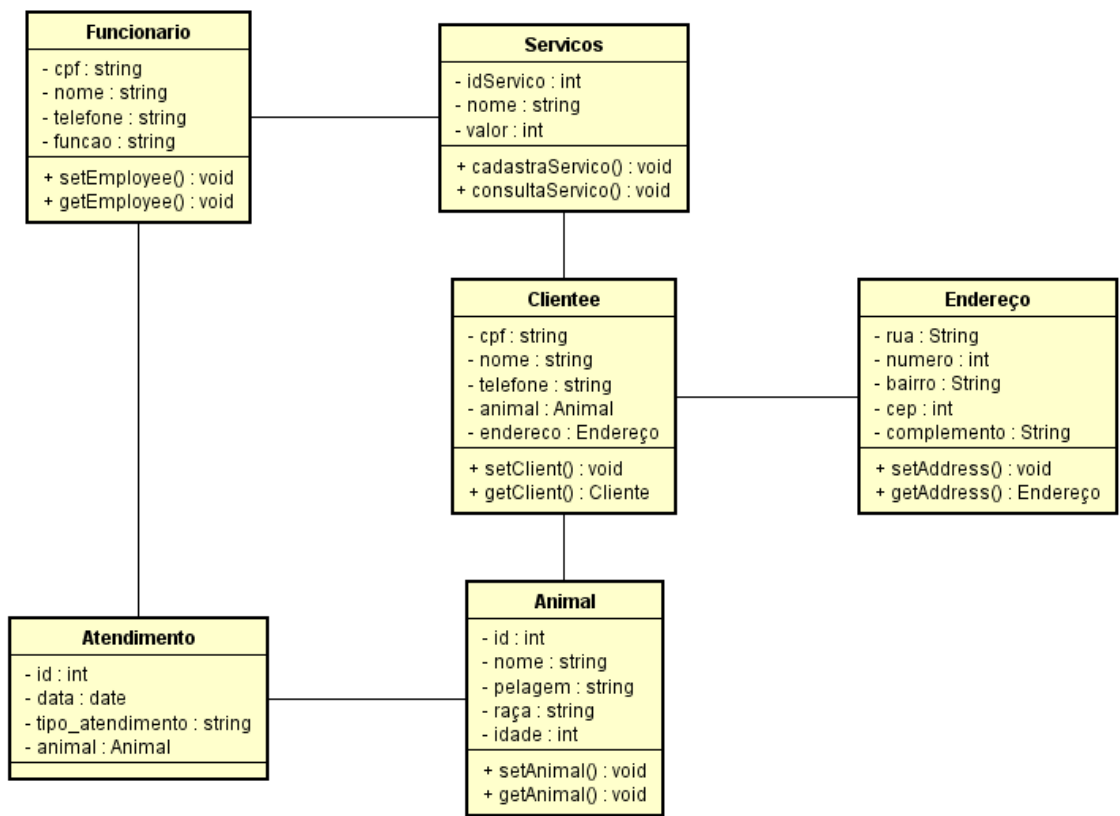 Funcionario
- cpf : string
- nome : string
- telefone : string
- funcao : string
+ setEmployee() : void
+ getEmployee() : void
Servicos
- idServico : int
- nome : string
- valor : int
+ cadastraServico() : void
+ consultaServico() : void
Clientee
- cpf : string
- nome : string
- telefone : string
- animal : Animal
- endereco : Endereço
+ setClient() : void
+ getClient() : Cliente
Endereço
- rua : String
- numero : int
- bairro : String
- cep : int
- complemento : String
+ setAddress() : void
+ getAddress() : Endereço
Atendimento
- id : int
- data : date
- tipo_atendimento : string
- animal : Animal
Animal
- id : int
- nome : string
- pelagem : string
- raça : string
- idade : int
+ setAnimal() : void
+ getAnimal() : void